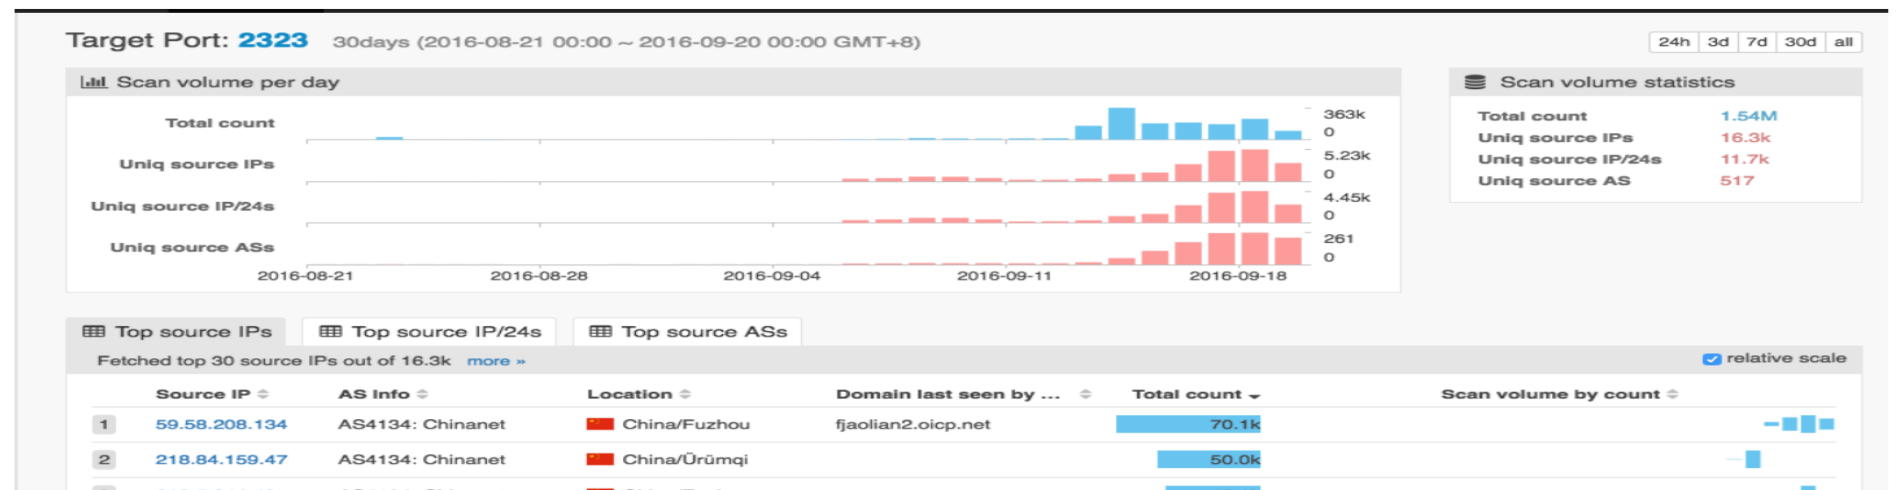 Target Port: 2323 30days (2016-08-21 00:00 ~ 2016-09-20 00:00 GMT+8) 24h 3d 7d 30d all
Scan volume per day
Total count 363k 0
Uniq source IPs 5.23k 0
Uniq source IP/24s 4.45k 0
Uniq source ASs 261 0
2016-08-21 2016-08-28 2016-09-04 2016-09-11 2016-09-18
Scan volume statistics
Total count 1.54M
Uniq source IPs 16.3k
Uniq source IP/24s 11.7k
Uniq source AS 517
Top source IPs Top source IP/24s Top source ASs
Fetched top 30 source IPs out of 16.3k more » relative scale
Source IP AS Info Location Domain last seen by ... Total count Scan volume by count
1 59.58.208.134 AS4134: Chinanet China/Fuzhou fjaolian2.oicp.net 70.1k
2 218.84.159.47 AS4134: Chinanet China/Ürümqi 50.0k